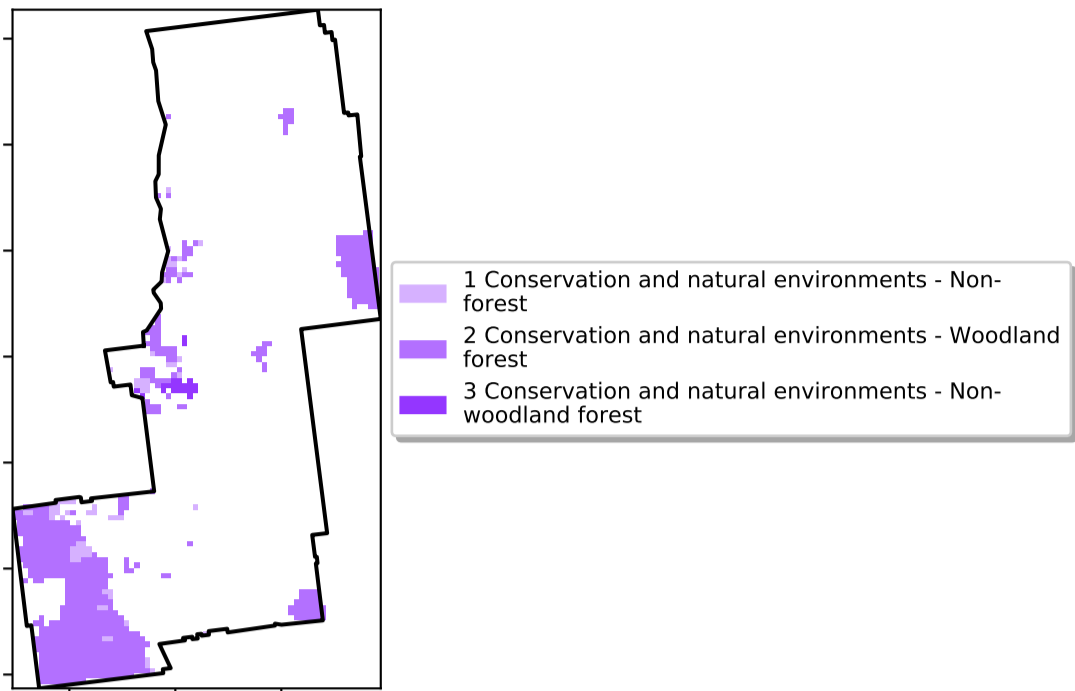 1 Conservation and natural environments - Non-
forest
2 Conservation and natural environments - Woodland
forest
3 Conservation and natural environments - Non-
woodland forest